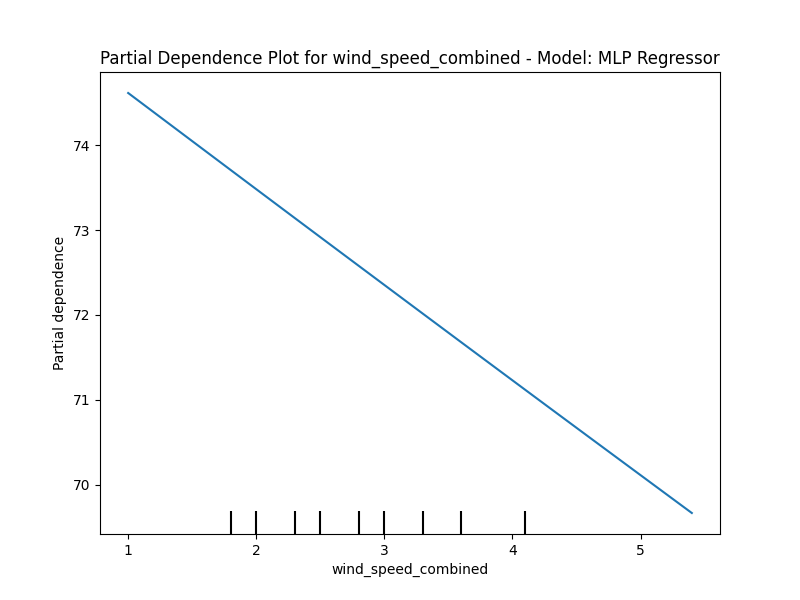 Partial Dependence Plot for wind_speed_combined - Model: MLP Regressor
74
73
72
71
70
Partial dependence
1 2 3 4 5
wind_speed_combined